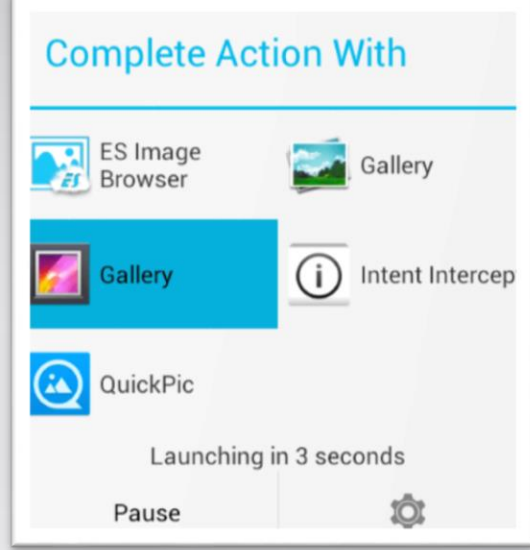 Complete Action With
ES Image
Browser
Gallery
Gallery
Intent Intercep
QuickPic
Launching in 3 seconds
Pause